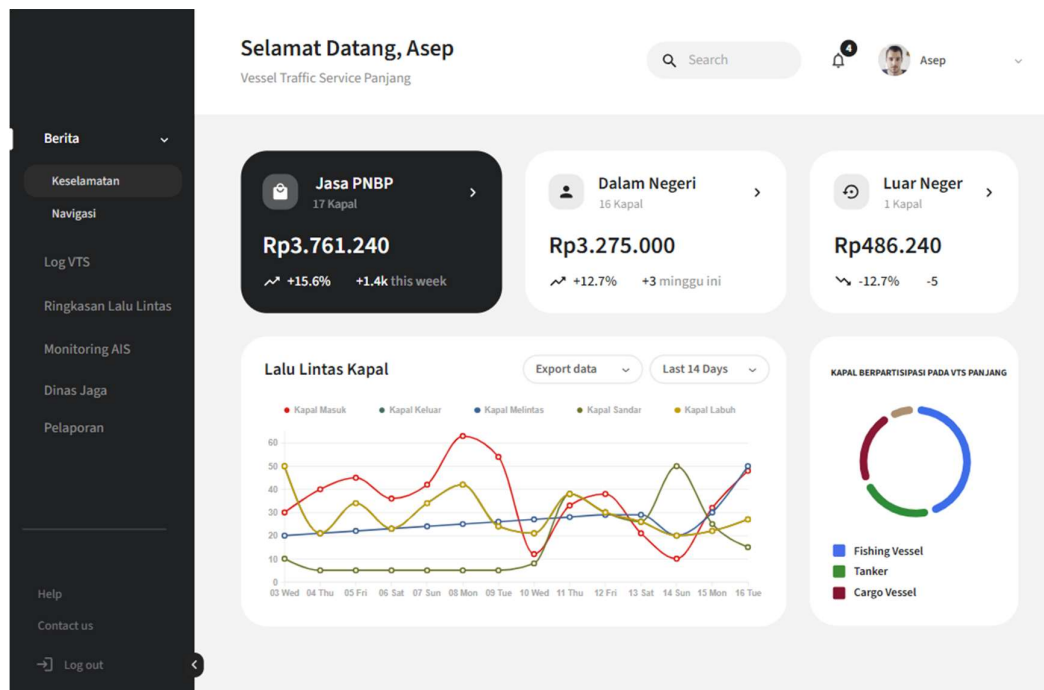 Selamat Datang, Asep
Vessel Traffic Service Panjang
Search
4
Asep
Berita
Keselamatan
Navigasi
Log VTS
Ringkasan Lalu Lintas
Monitoring AIS
Dinas Jaga
Pelaporan
Help
Contact us
Log out
Jasa PNBP
17 Kapal
Rp3.761.240
+15.6% +1.4k this week
Dalam Negeri
16 Kapal
Rp3.275.000
+12.7% +3 minggu ini
Luar Neger
1 Kapal
Rp486.240
-12.7% -5
Lalu Lintas Kapal
Export data
Last 14 Days
Kapal Masuk Kapal Keluar Kapal Melintas Kapal Sandar Kapal Labuh
60
50
40
30
20
10
0
03 Wed 04 Thu 05 Fri 06 Sat 07 Sun 08 Mon 09 Tue 10 Wed 11 Thu 12 Fri 13 Sat 14 Sun 15 Mon 16 Tue
KAPAL BERPARTISIPASI PADA VTS PANJANG
Fishing Vessel
Tanker
Cargo Vessel